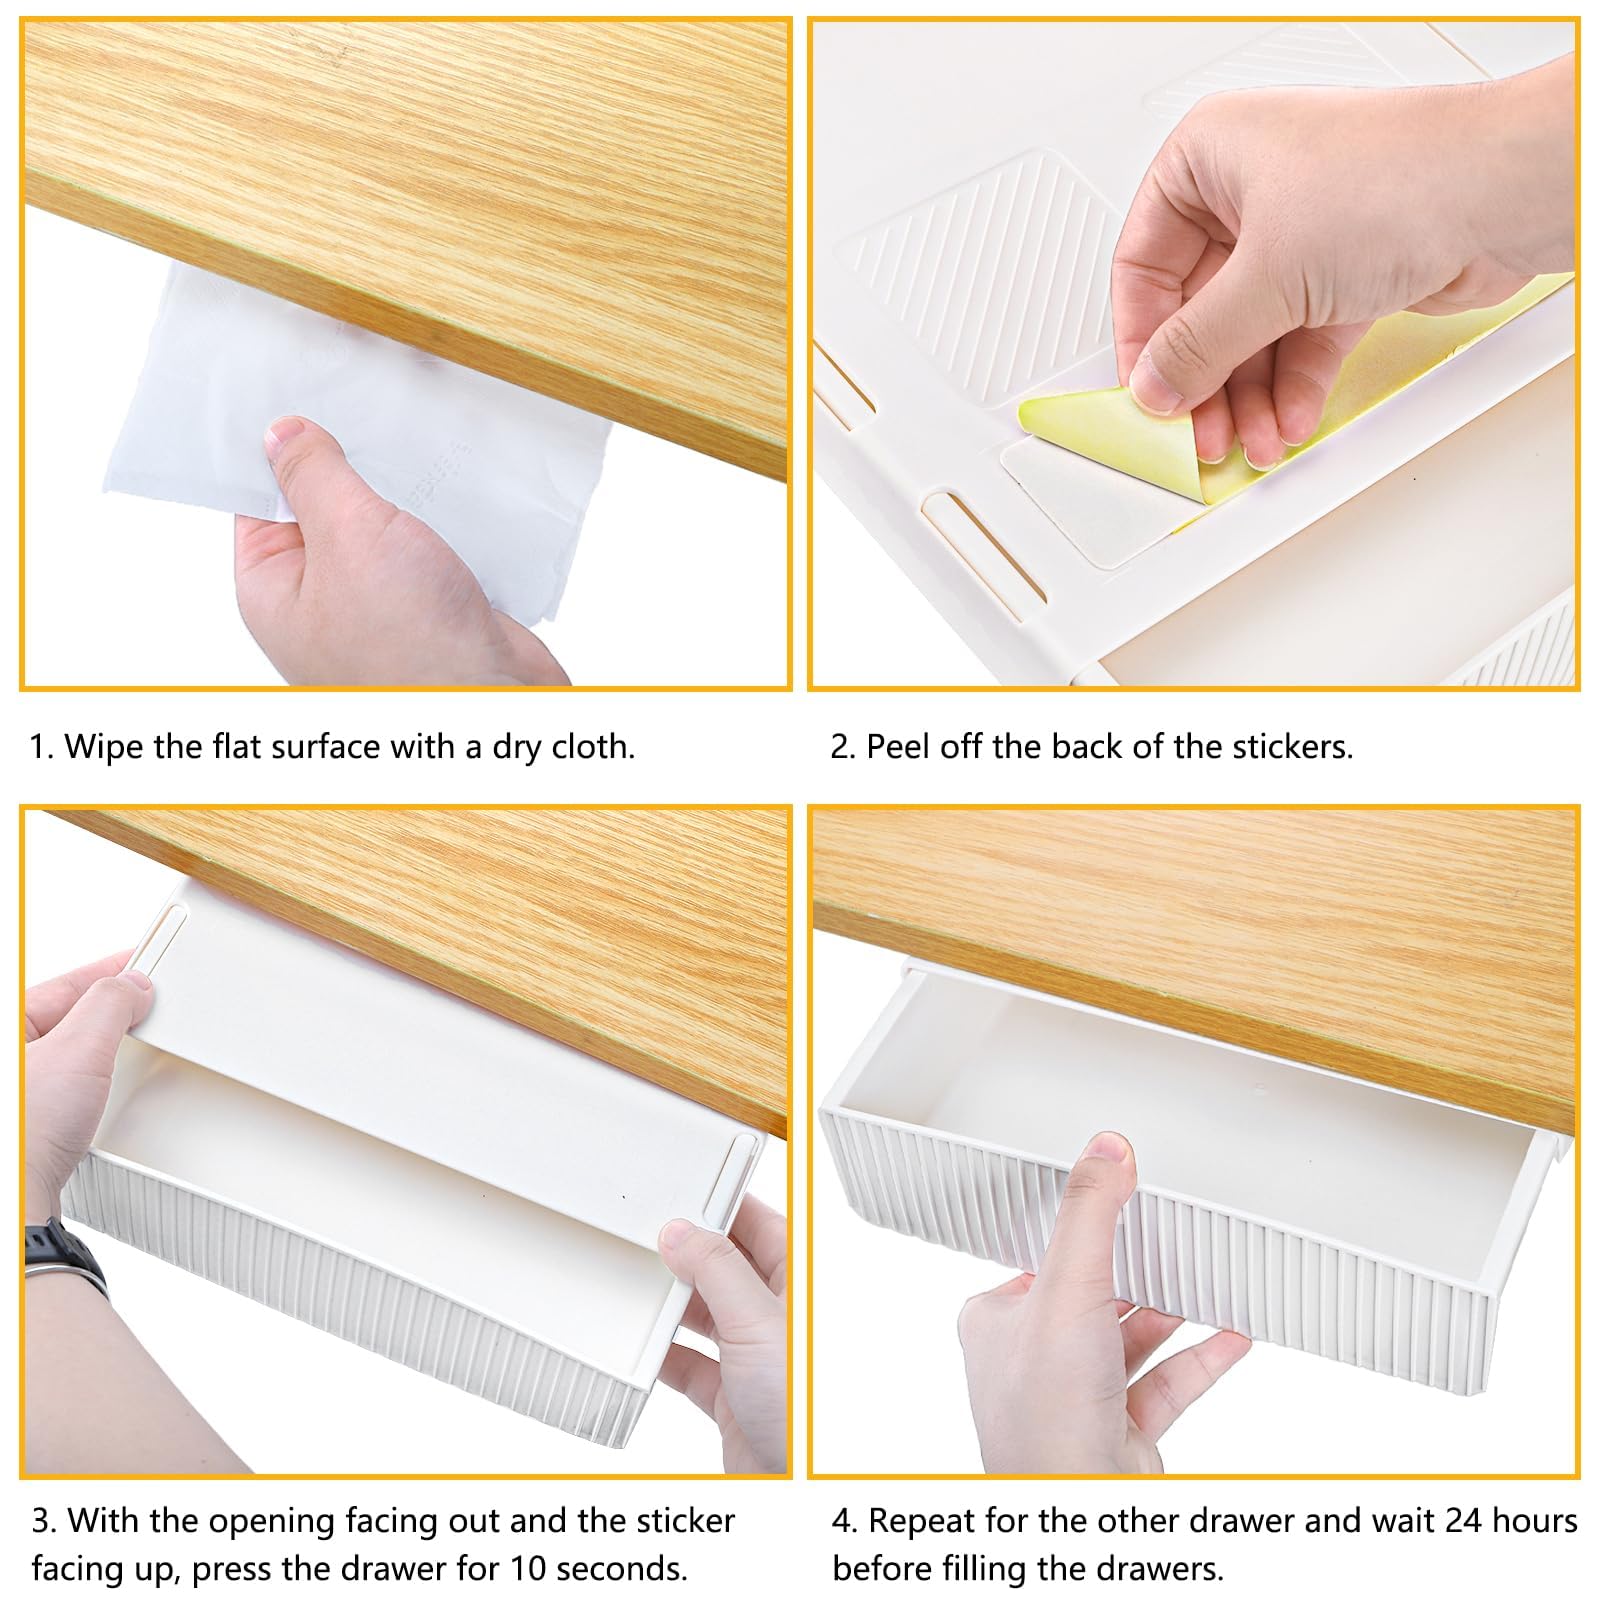 1. Wipe the flat surface with a dry cloth.
2. Peel off the back of the stickers.
3. With the opening facing out and the sticker
facing up, press the drawer for 10 seconds.
4. Repeat for the other drawer and wait 24 hours
before filling the drawers.